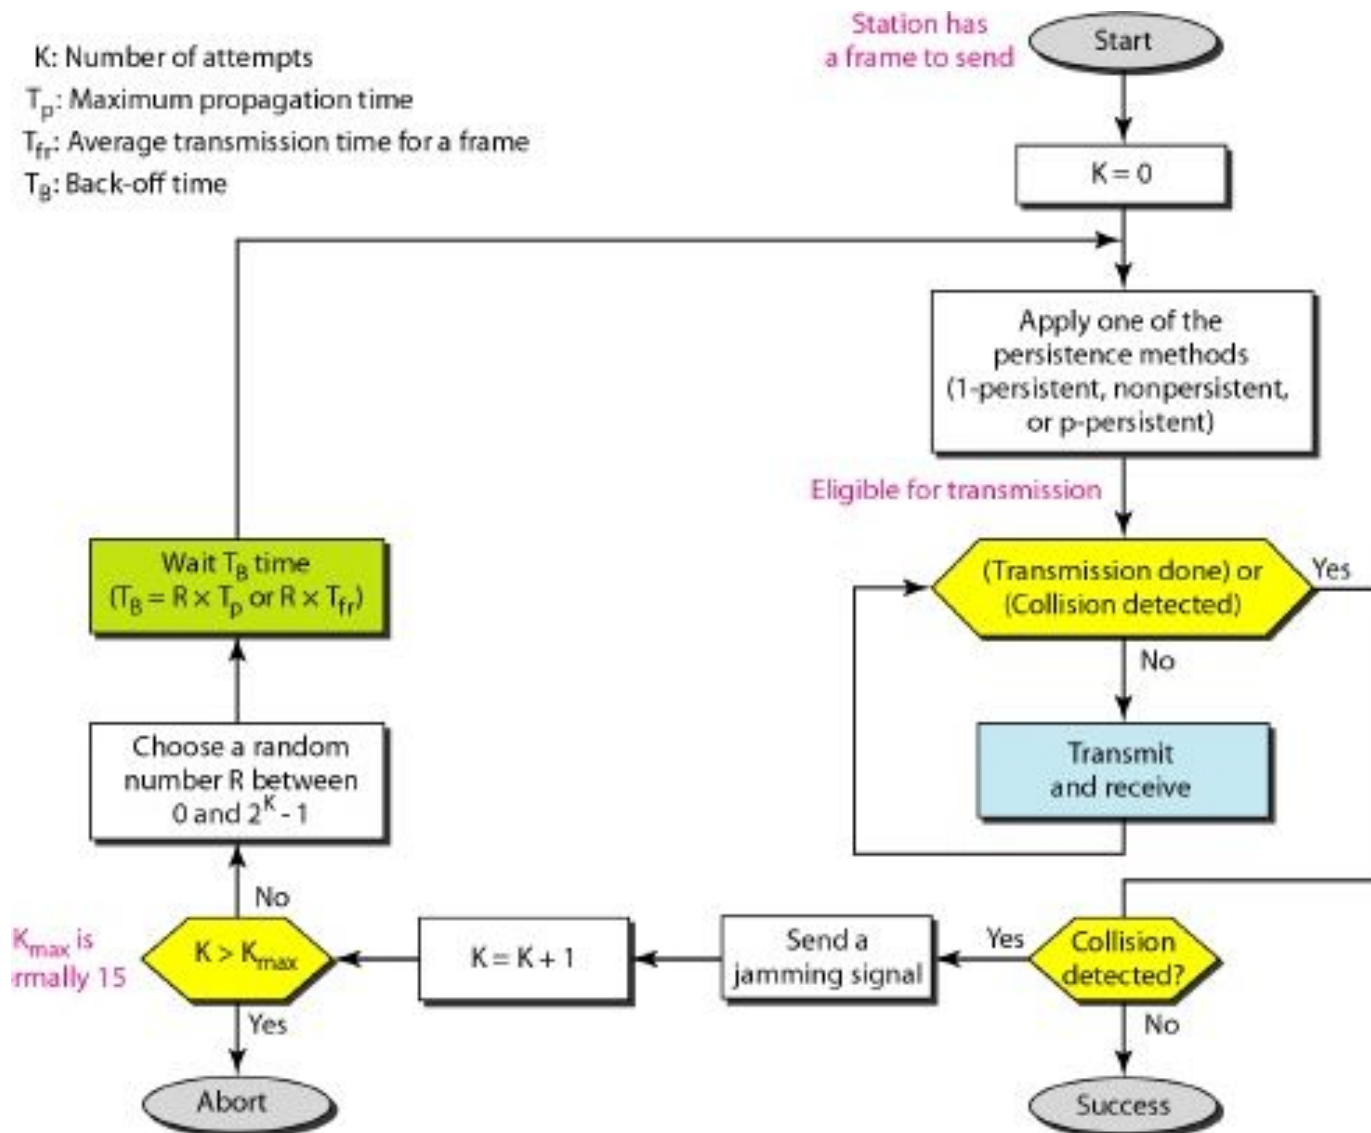 K: Number of attempts
Tp: Maximum propagation time
Tfr: Average transmission time for a frame
TB: Back-off time
Station has
a frame to send
Start
K = 0
Apply one of the
persistence methods
(1-persistent, nonpersistent,
or p-persistent)
Eligible for transmission
(Transmission done) or
(Collision detected)
Yes
No
Transmit
and receive
Wait TB time
(TB = R × Tp or R × Tfr)
Choose a random
number R between
0 and 2^K - 1
No
Kmax is
rmally 15
K > Kmax
K = K + 1
Send a
jamming signal
Yes
Collision
detected?
Yes
No
Abort
Success